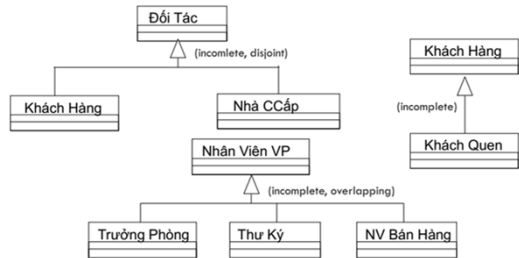 Đối Tác
(incomlete, disjoint)
Khách Hàng
Nhà CCấp
Khách Hàng
(incomplete)
Khách Quen
Nhân Viên VP
(incomplete, overlapping)
Trưởng Phòng
Thư Ký
NV Bán Hàng